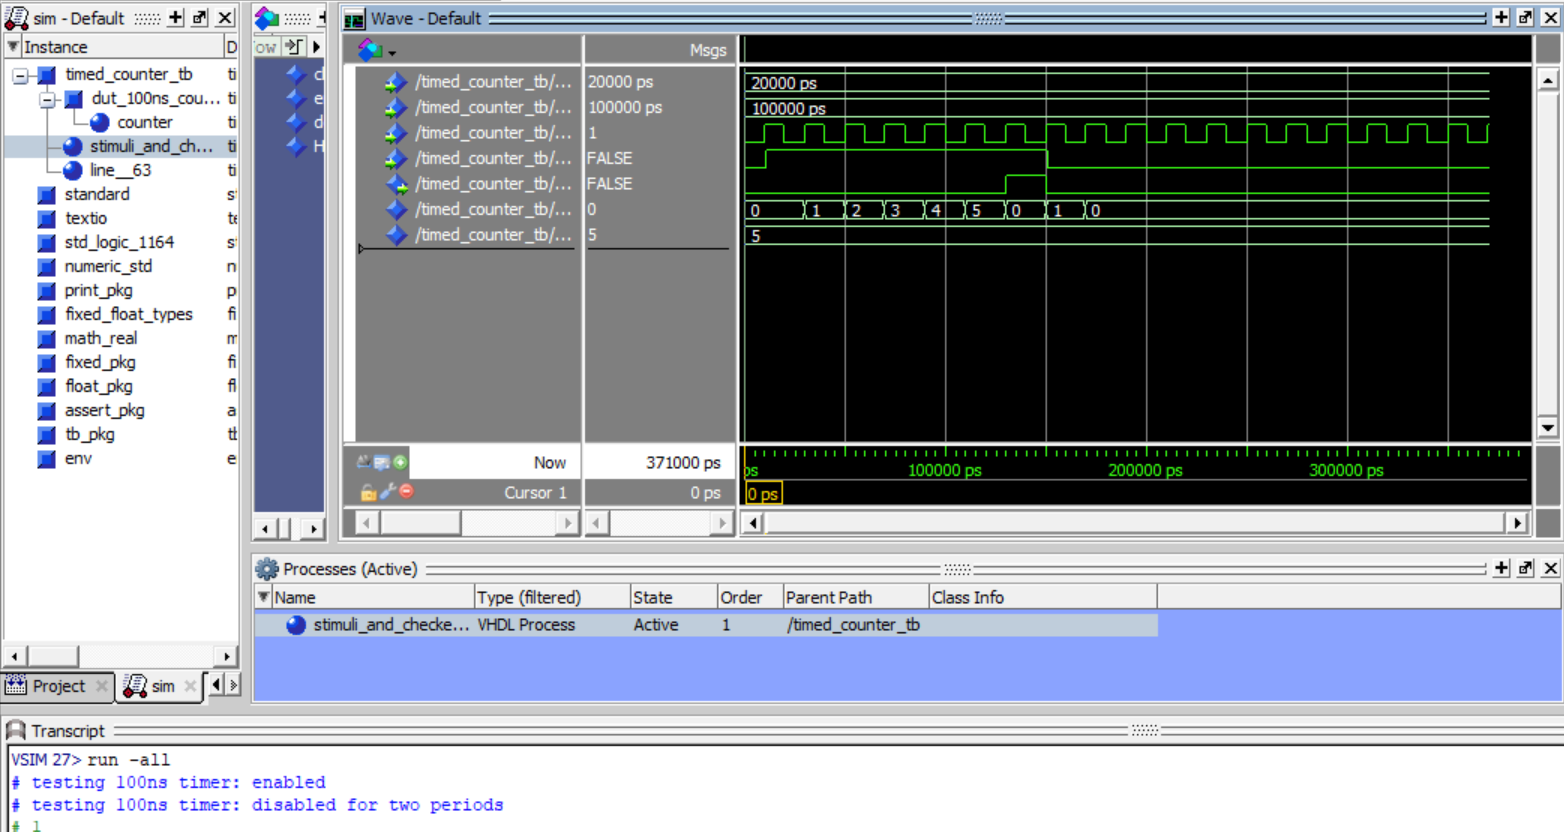 sim - Default
Instance
D
timed_counter_tb ti
dut_100ns_cou... ti
counter ti
stimuli_and_ch... ti
line__63 ti
standard s
textio te
std_logic_1164 s
numeric_std n
print_pkg p
fixed_float_types fi
math_real m
fixed_pkg fi
float_pkg fl
assert_pkg a
tb_pkg tb
env e
Project
sim
ow
d
e
d
H
Wave - Default
Msgs
/timed_counter_tb/... 20000 ps 20000 ps
/timed_counter_tb/... 100000 ps 100000 ps
/timed_counter_tb/... 1
/timed_counter_tb/... FALSE
/timed_counter_tb/... FALSE
/timed_counter_tb/... 0 0 1 2 3 4 5 0 1 0
/timed_counter_tb/... 5 5
Now 371000 ps ps 100000 ps 200000 ps 300000 ps
Cursor 1 0 ps 0 ps
Processes (Active)
Name Type (filtered) State Order Parent Path Class Info
stimuli_and_checke... VHDL Process Active 1 /timed_counter_tb
Transcript
VSIM 27> run -all
# testing 100ns timer: enabled
# testing 100ns timer: disabled for two periods
# 1